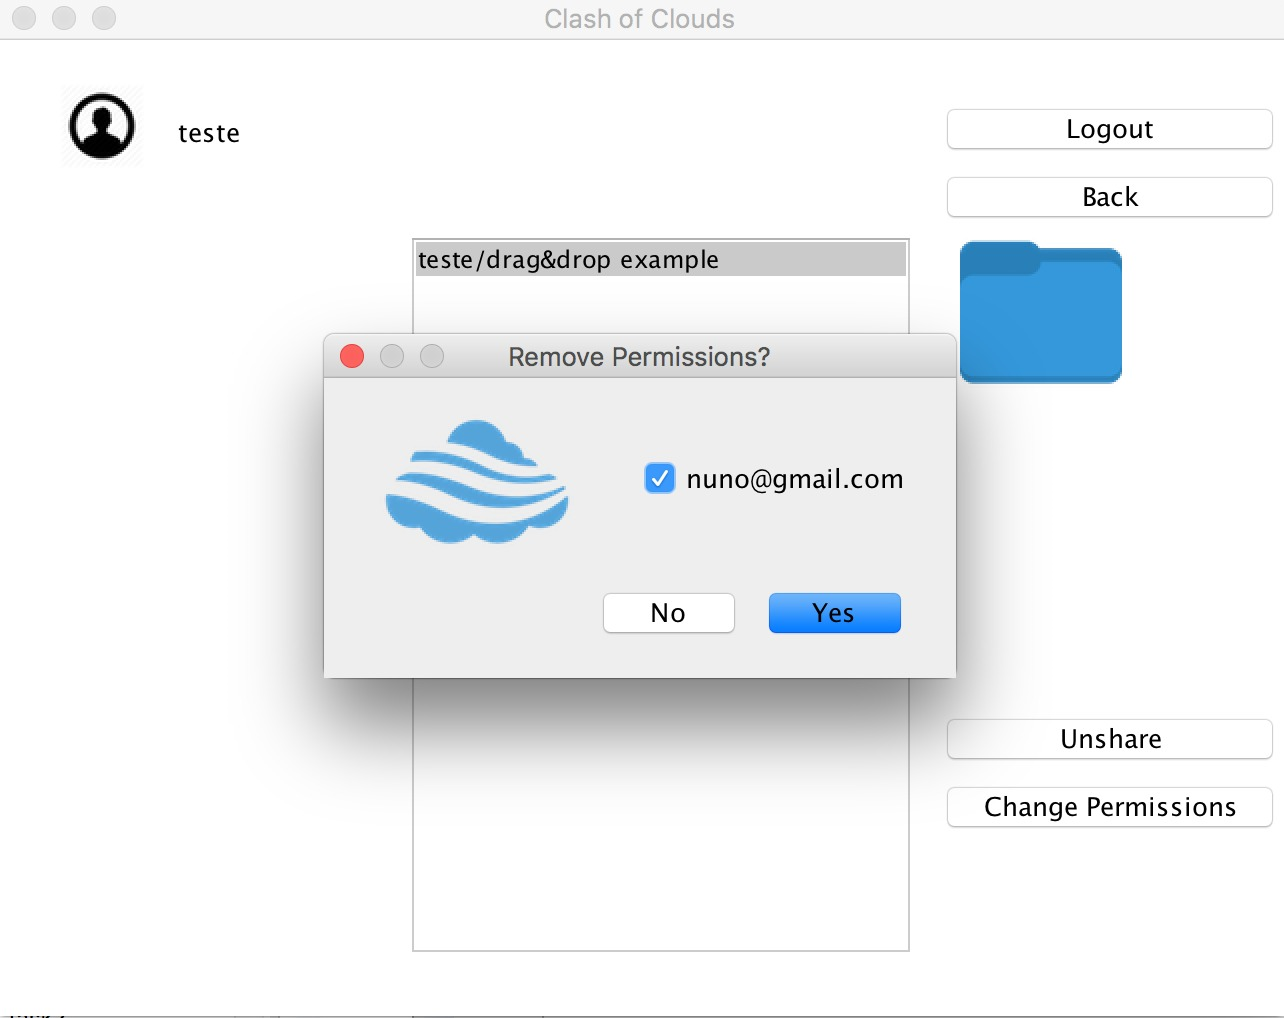 Clash of Clouds
teste
Logout
Back
teste/drag&drop example
Remove Permissions?
nuno@gmail.com
No
Yes
Unshare
Change Permissions